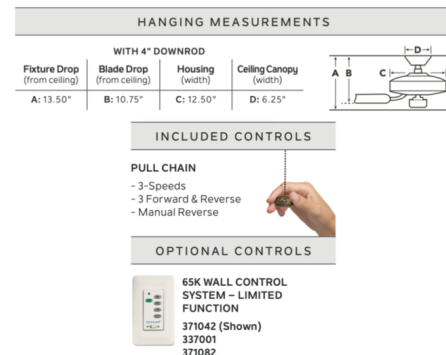 HANGING MEASUREMENTS
WITH 4" DOWNROD
Fixture Drop Blade Drop Housing Ceiling Canopy
(from ceiling) (from ceiling) (width) (width)
A: 13.50" B: 10.75" C: 12.50" D: 6.25"
D
A B C
INCLUDED CONTROLS
PULL CHAIN
- 3-Speeds
- 3 Forward & Reverse
- Manual Reverse
OPTIONAL CONTROLS
65K WALL CONTROL
SYSTEM – LIMITED
FUNCTION
371042 (Shown)
337001
371082